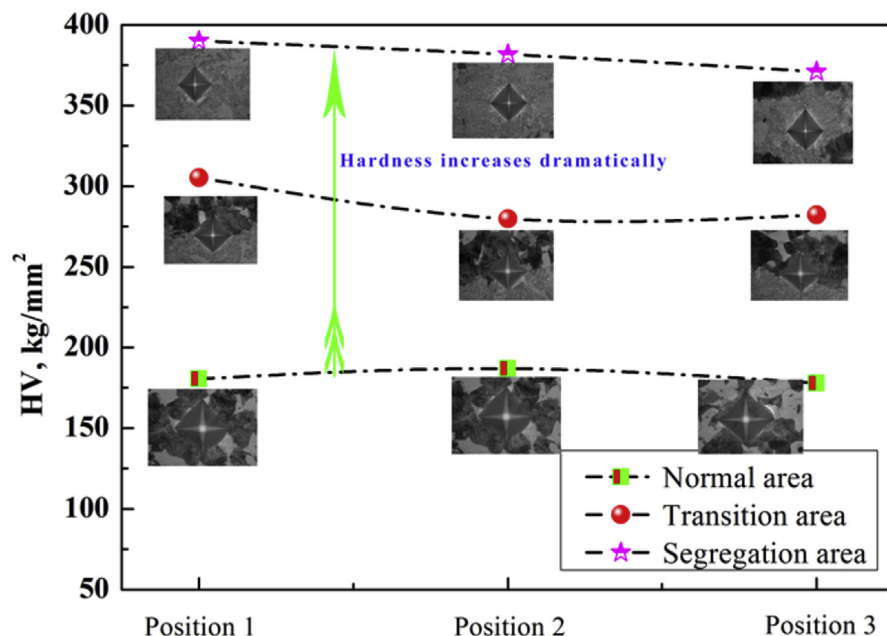 400
350
300
250
200
150
100
50
HV, kg/mm²
Hardness increases dramatically
Normal area
Transition area
Segregation area
Position 1
Position 2
Position 3